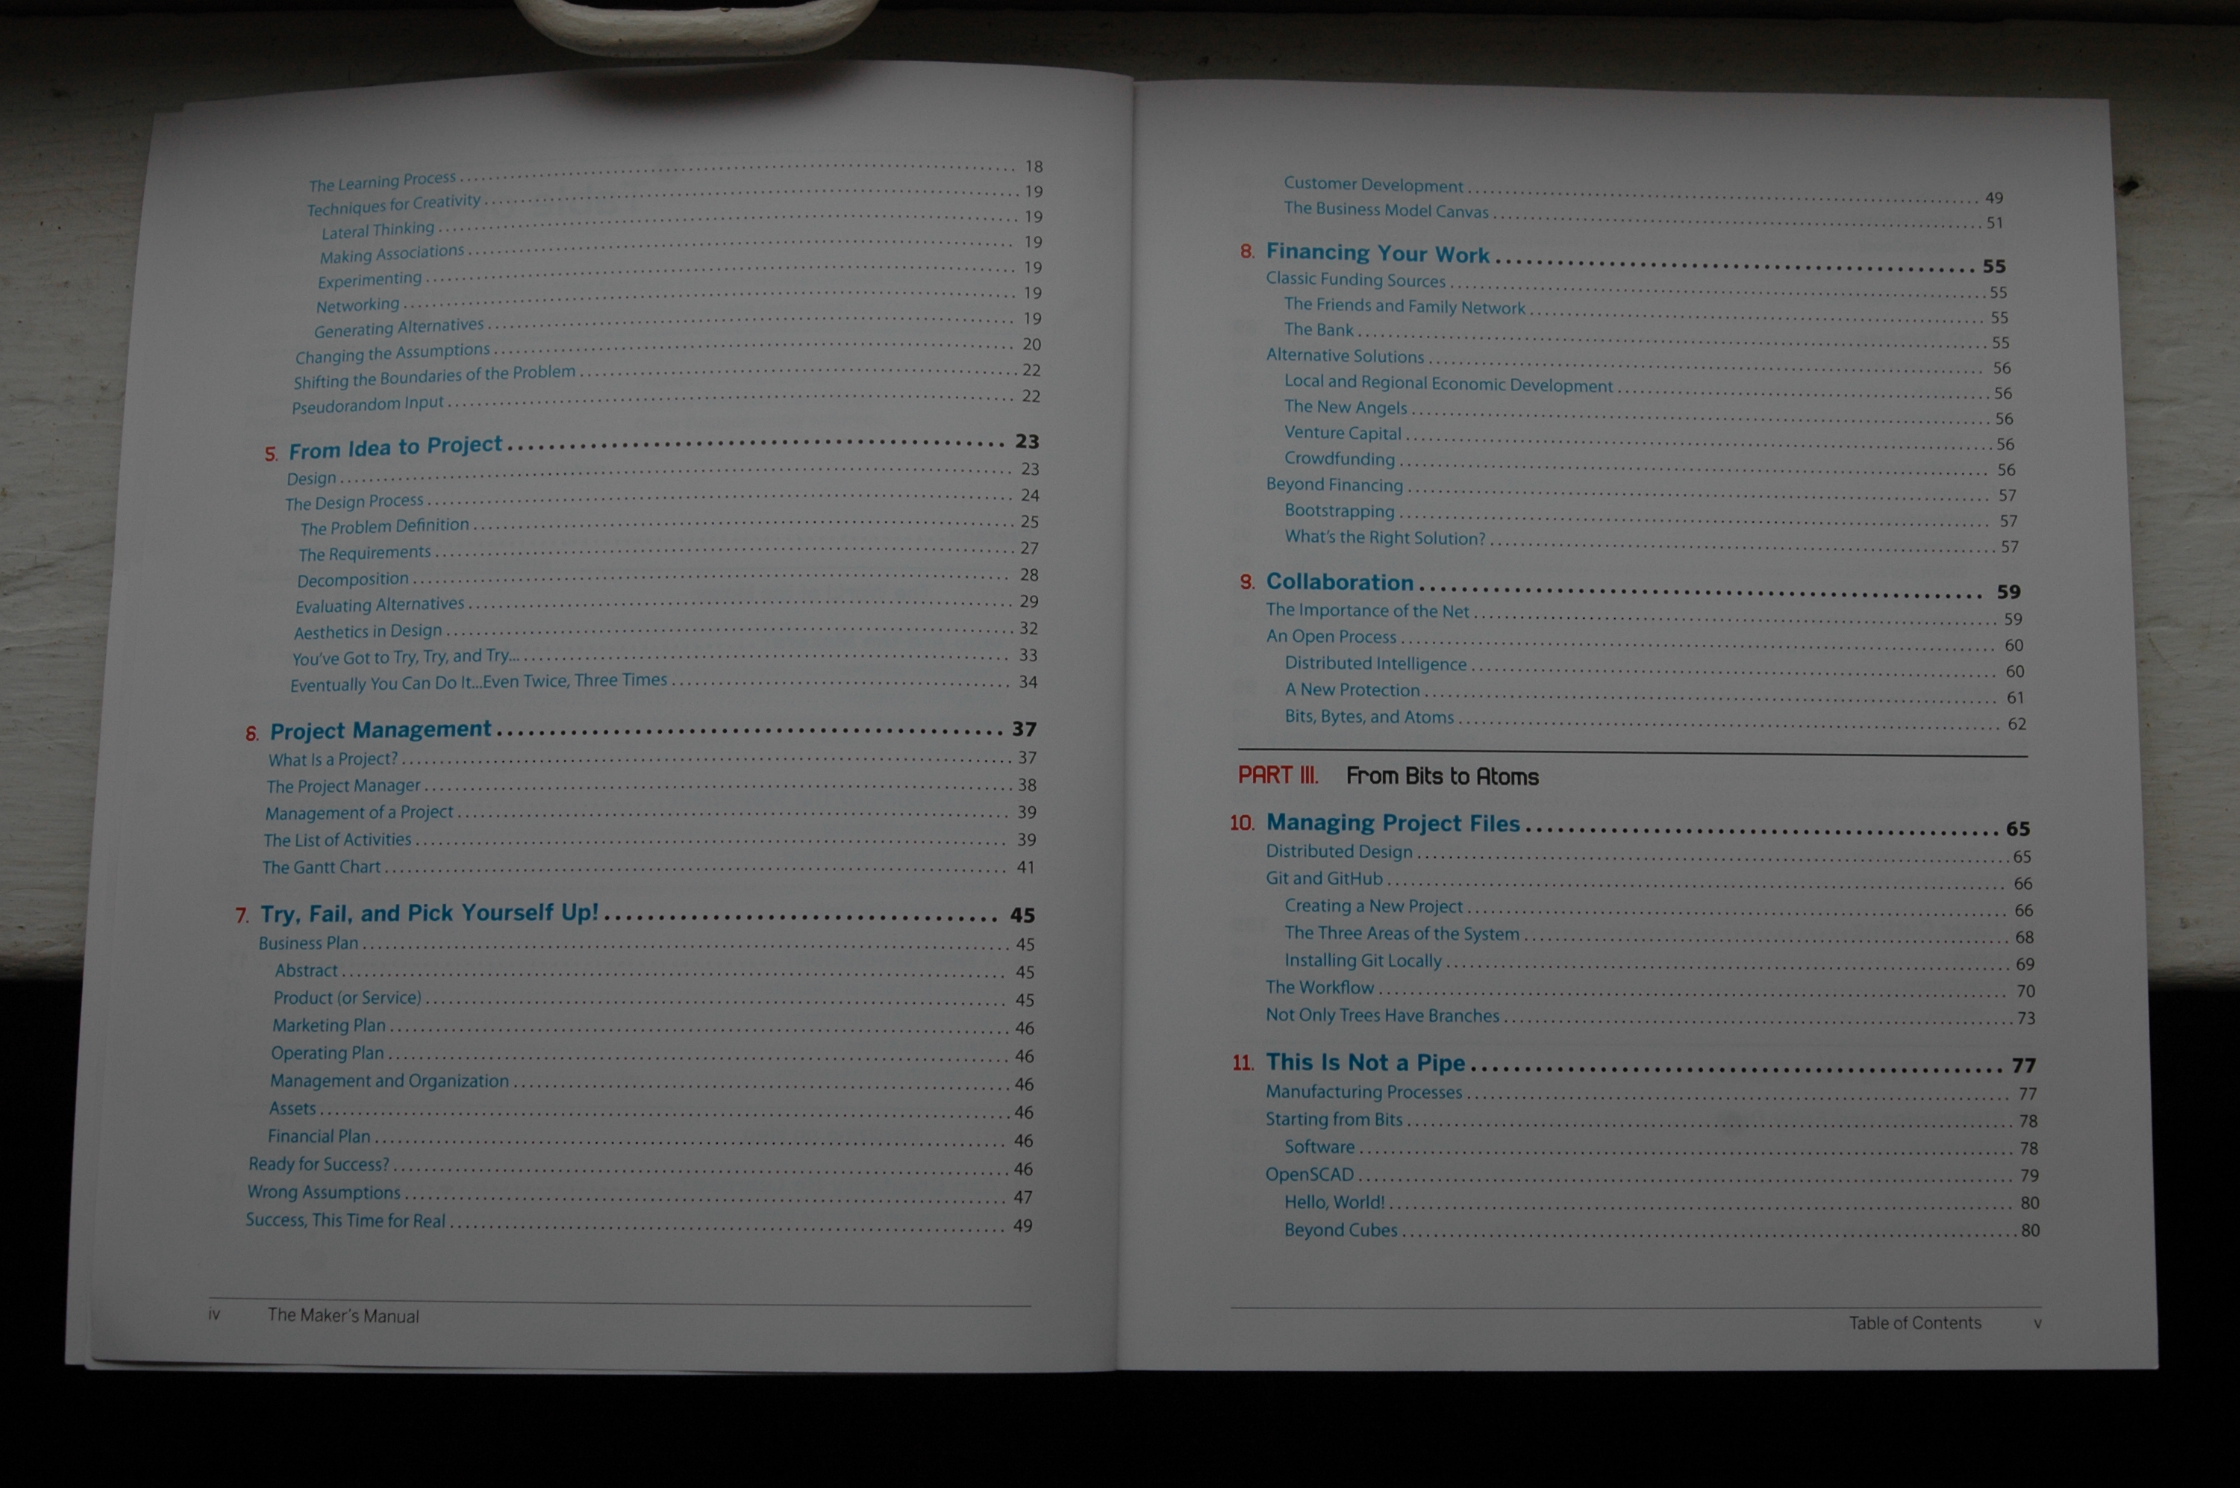 The Learning Process 18
Techniques for Creativity 19
Lateral Thinking 19
Making Associations 19
Experimenting 19
Networking 19
Generating Alternatives 19
Changing the Assumptions 20
Shifting the Boundaries of the Problem 22
Pseudorandom Input 22
5. From Idea to Project 23
Design 23
The Design Process 24
The Problem Definition 25
The Requirements 27
Decomposition 28
Evaluating Alternatives 29
Aesthetics in Design 32
You've Got to Try, Try, and Try... 33
Eventually You Can Do It...Even Twice, Three Times 34
6. Project Management 37
What Is a Project? 37
The Project Manager 38
Management of a Project 39
The List of Activities 39
The Gantt Chart 41
7. Try, Fail, and Pick Yourself Up! 45
Business Plan 45
Abstract 45
Product (or Service) 45
Marketing Plan 46
Operating Plan 46
Management and Organization 46
Assets 46
Financial Plan 46
Ready for Success? 46
Wrong Assumptions 47
Success, This Time for Real 49
iv The Maker's Manual
Customer Development 49
The Business Model Canvas 51
8. Financing Your Work 55
Classic Funding Sources 55
The Friends and Family Network 55
The Bank 55
Alternative Solutions 56
Local and Regional Economic Development 56
The New Angels 56
Venture Capital 56
Crowdfunding 56
Beyond Financing 57
Bootstrapping 57
What's the Right Solution? 57
9. Collaboration 59
The Importance of the Net 59
An Open Process 60
Distributed Intelligence 60
A New Protection 61
Bits, Bytes, and Atoms 62
PART III. From Bits to Atoms
10. Managing Project Files 65
Distributed Design 65
Git and GitHub 66
Creating a New Project 66
The Three Areas of the System 68
Installing Git Locally 69
The Workflow 70
Not Only Trees Have Branches 73
11. This Is Not a Pipe 77
Manufacturing Processes 77
Starting from Bits 78
Software 78
OpenSCAD 79
Hello, World! 80
Beyond Cubes 80
Table of Contents v